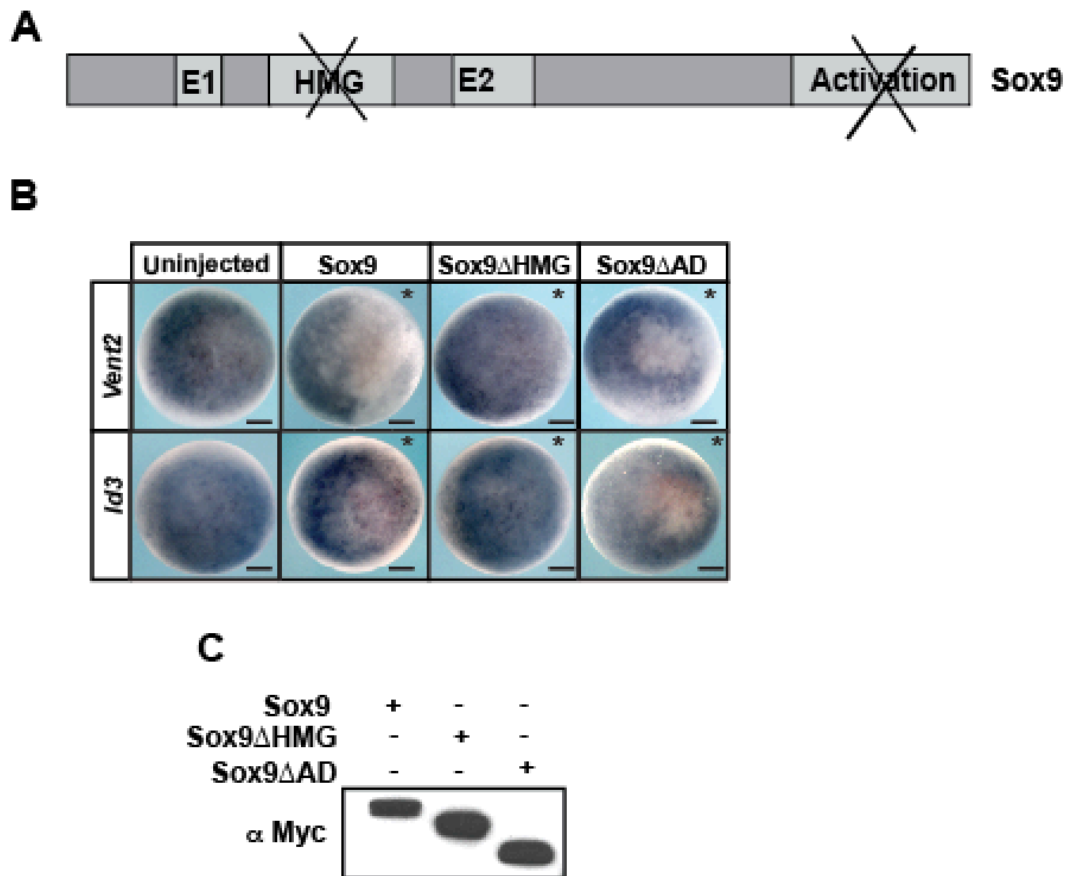 A
E1 HMG E2 Activation Sox9
B
Uninjected Sox9 Sox9ΔHMG Sox9ΔAD
Vent2 * * *
Id3 * * *
C
Sox9 + - -
Sox9ΔHMG - + -
Sox9ΔAD - - +
α Myc